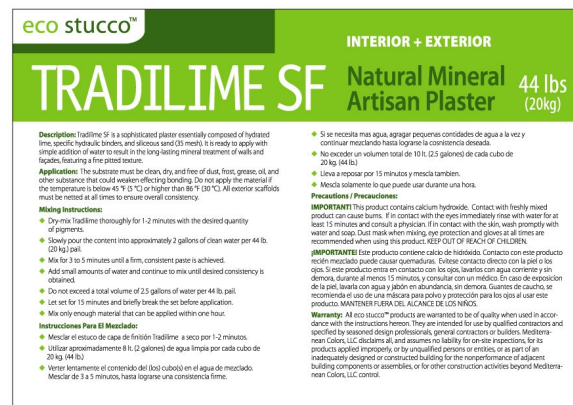 eco stucco™
INTERIOR + EXTERIOR
TRADILIME SF
Natural Mineral
Artisan Plaster
44 lbs
(20kg)
Description: Tradilime SF is a sophisticated plaster essentially composed of hydrated
lime, specific hydraulic binders, and siliceous sand (35 mesh). It is ready to apply with
simple addition of water to result in the long-lasting mineral treatment of walls and
façades, featuring a fine pitted texture.
Application: The substrate must be clean, dry, and free of dust, frost, grease, oil, and
other substance that could weaken effecting bonding. Do not apply the material if
the temperature is below 45 °F (5 °C) or higher than 86 °F (30 °C). All exterior scaffolds
must be netted at all times to ensure overall consistency.
Mixing Instructions:
◆ Dry-mix Tradilime thoroughly for 1-2 minutes with the desired quantity
of pigments.
◆ Slowly pour the content into approximately 2 gallons of clean water per 44 lb.
(20 kg.) pail.
◆ Mix for 3 to 5 minutes until a firm, consistent paste is achieved.
◆ Add small amounts of water and continue to mix until desired consistency is
obtained.
◆ Do not exceed a total volume of 2.5 gallons of water per 44 lb. pail.
◆ Let set for 15 minutes and briefly break the set before application.
◆ Mix only enough material that can be applied within one hour.
Instrucciones Para El Mezclado:
◆ Mesclar el estuco de capa de finitión Tradilime a seco por 1-2 minutos.
◆ Utilizar aproximadamente 8 lt. (2 galones) de agua limpia por cada cubo de
20 kg. (44 lb.)
◆ Verter lentamente el contenido del (los) cubo(s) en el agua de mezclado.
Mesclar de 3 a 5 minutos, hasta lograrse una consistencia firme.
◆ Si se necesita mas agua, agragar pequenas cantidades de agua a la vez y
continuar mezclando hasta lograrse la cosnistencia deseada.
◆ No exceder un volumen total de 10 lt. (2.5 galones) de cada cubo de
20 kg. (44 lb.)
◆ Lleva a reposar por 15 minutos y mescla tambien.
◆ Mescla solamente lo que puede usar durante una hora.
Precautions / Precauciones:
IMPORTANT! This product contains calcium hydroxide. Contact with freshly mixed
product can cause burns. If in contact with the eyes immediately rinse with water for at
least 15 minutes and consult a physician. If in contact with the skin, wash promptly with
water and soap. Dust mask when mixing, eye protection and gloves at all times are
recommended when using this product. KEEP OUT OF REACH OF CHILDREN.
¡IMPORTANTE! Este producto contiene calcio de hidróxido. Contacto con este producto
recién mezclado puede causar quemaduras. Evítese contacto directo con la piel o los
ojos. Si este producto entra en contacto con los ojos, lavarlos con agua corriente y sin
demora, durante al menos 15 minutos, y consultar con un médico. En caso de exposición
de la piel, lavarla con agua y jabón en abundancia, sin demora. Guantes de caucho, se
recomienda el uso de una máscara para polvo y protección para los ojos al usar este
producto. MANTENER FUERA DEL ALCANCE DE LOS NIÑOS.
Warranty: All eco stucco™ products are warranted to be of quality when used in accor-
dance with the instructions hereon. They are intended for use by qualified contractors and
specified by seasoned design professionals, general contractors or builders. Mediterra-
nean Colors, LLC disclaims all, and assumes no liability for on-site inspections, for its
products applied improperly, or by unqualified persons or entities, or as part of an
inadequately designed or constructed building for the nonperformance of adjacent
building components or assemblies, or for other construction activities beyond Mediterra-
nean Colors, LLC control.